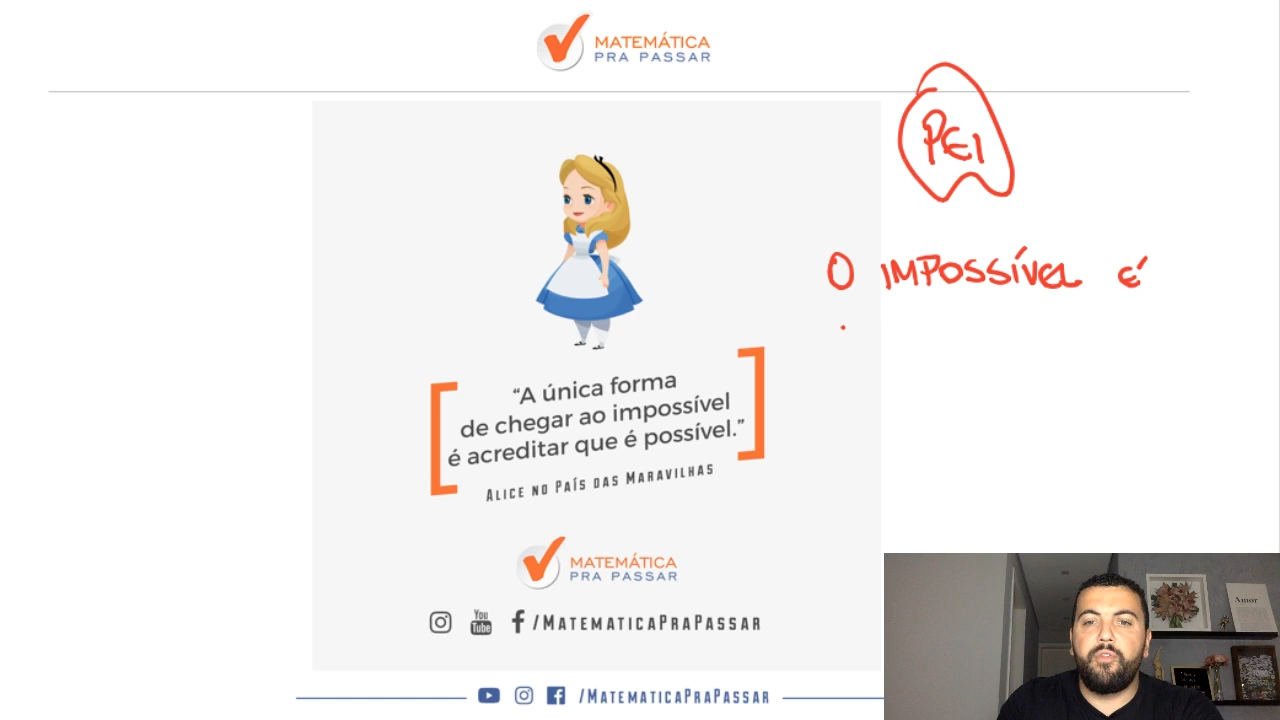 MATEMÁTICA
PRA PASSAR
PEI
O IMPOSSÍVEL É
“A única forma
de chegar ao impossível
é acreditar que é possível.”
ALICE NO PAÍS DAS MARAVILHAS
MATEMÁTICA
PRA PASSAR
You
Tube
/MATEMATICAPRAPASSAR
/MATEMATICAPRAPASSAR
Amor